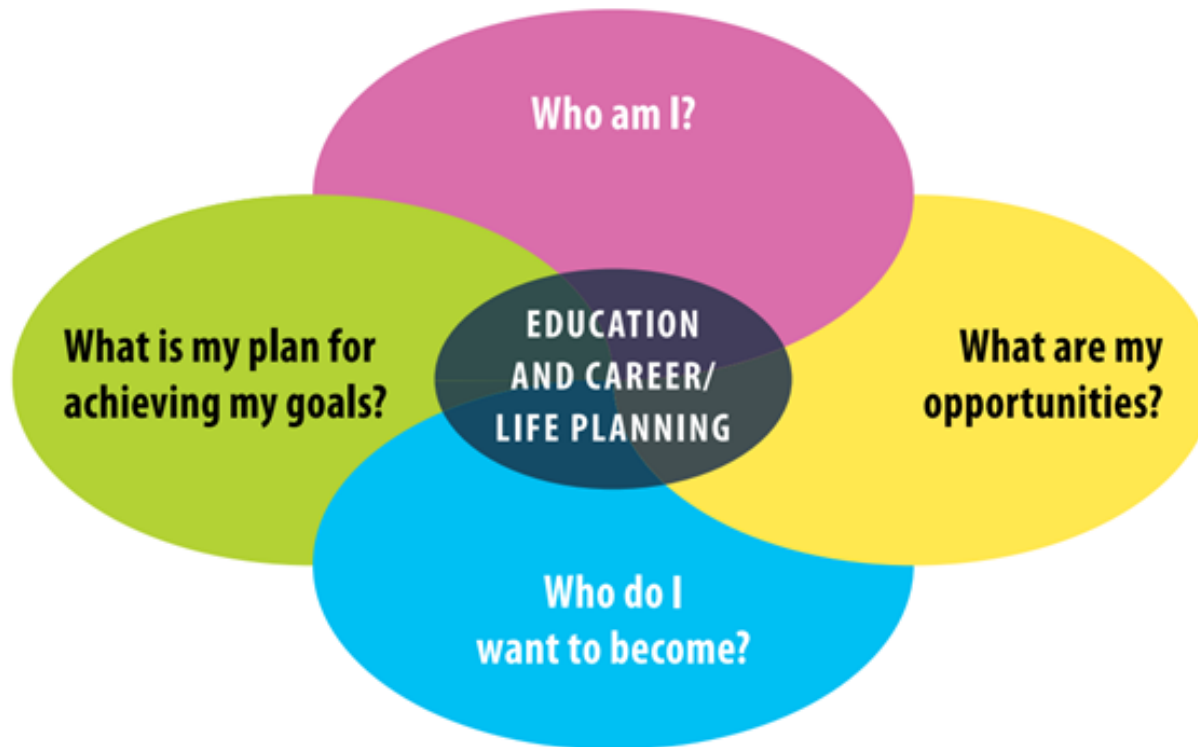 Who am I?
What is my plan for
achieving my goals?
EDUCATION
AND CAREER/
LIFE PLANNING
What are my
opportunities?
Who do I
want to become?